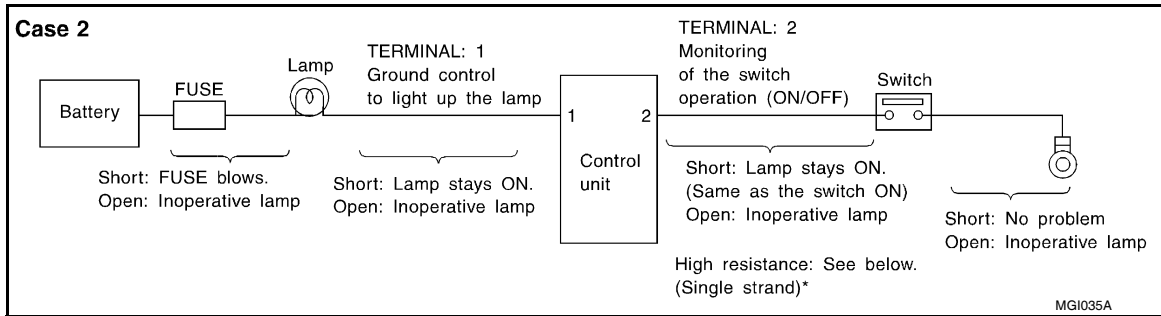 Case 2
Battery
FUSE
Lamp
TERMINAL: 1
Ground control
to light up the lamp
TERMINAL: 2
Monitoring
of the switch
operation (ON/OFF)
Switch
1
2
Control
unit
Short: FUSE blows.
Open: Inoperative lamp
Short: Lamp stays ON.
Open: Inoperative lamp
Short: Lamp stays ON.
(Same as the switch ON)
Open: Inoperative lamp
High resistance: See below.
(Single strand)*
Short: No problem
Open: Inoperative lamp
MGI035A